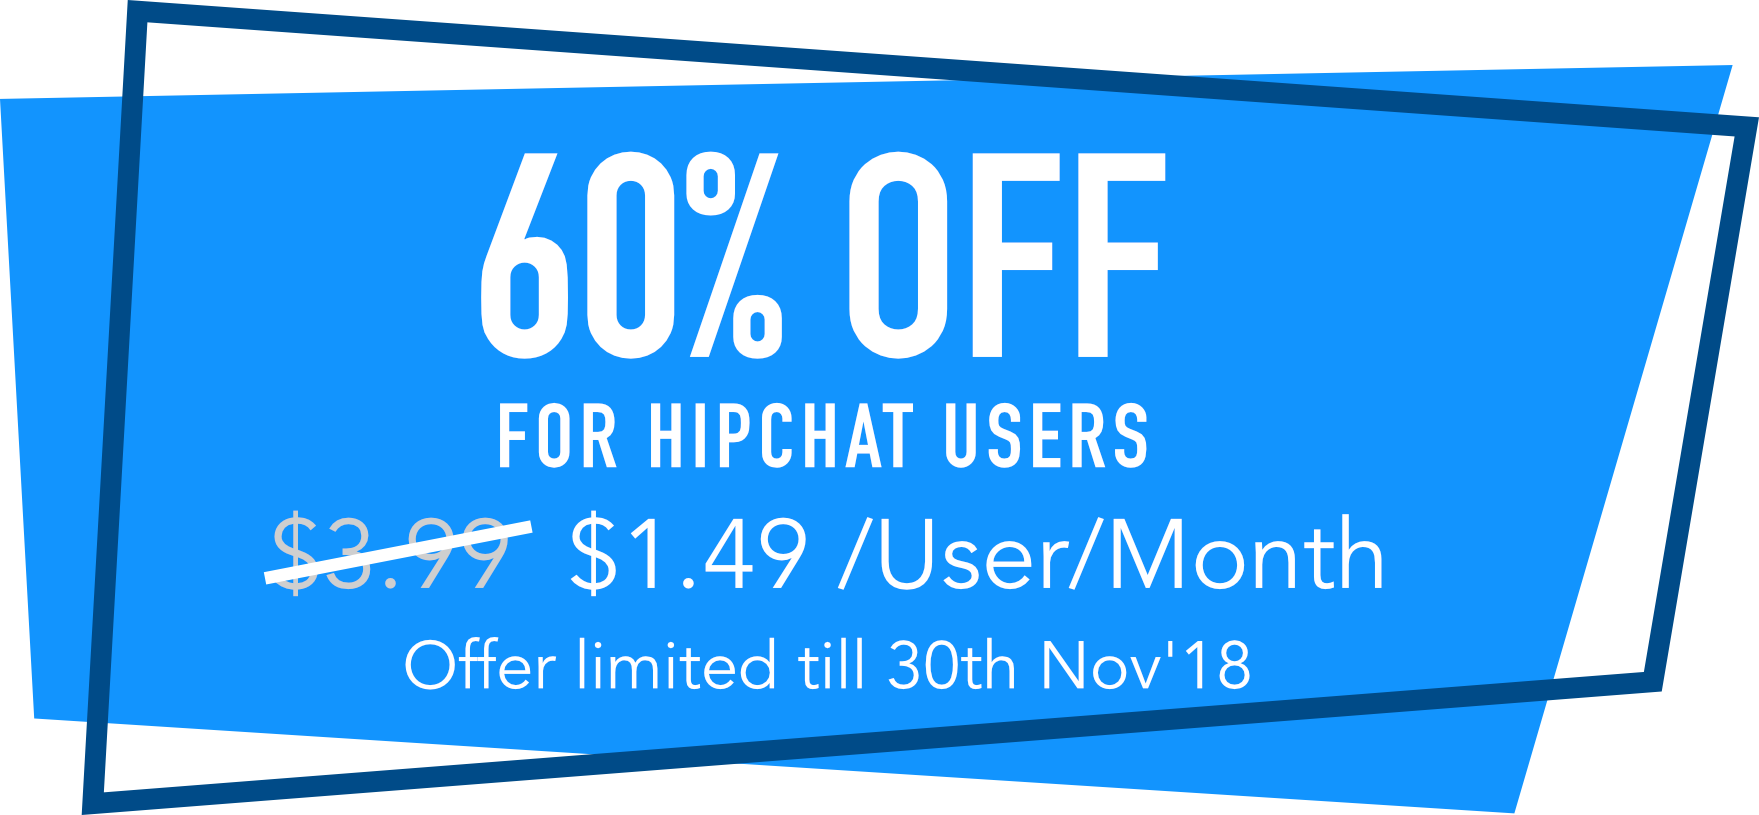 60% OFF
FOR HIPCHAT USERS
$3.99 $1.49 /User/Month
Offer limited till 30th Nov'18